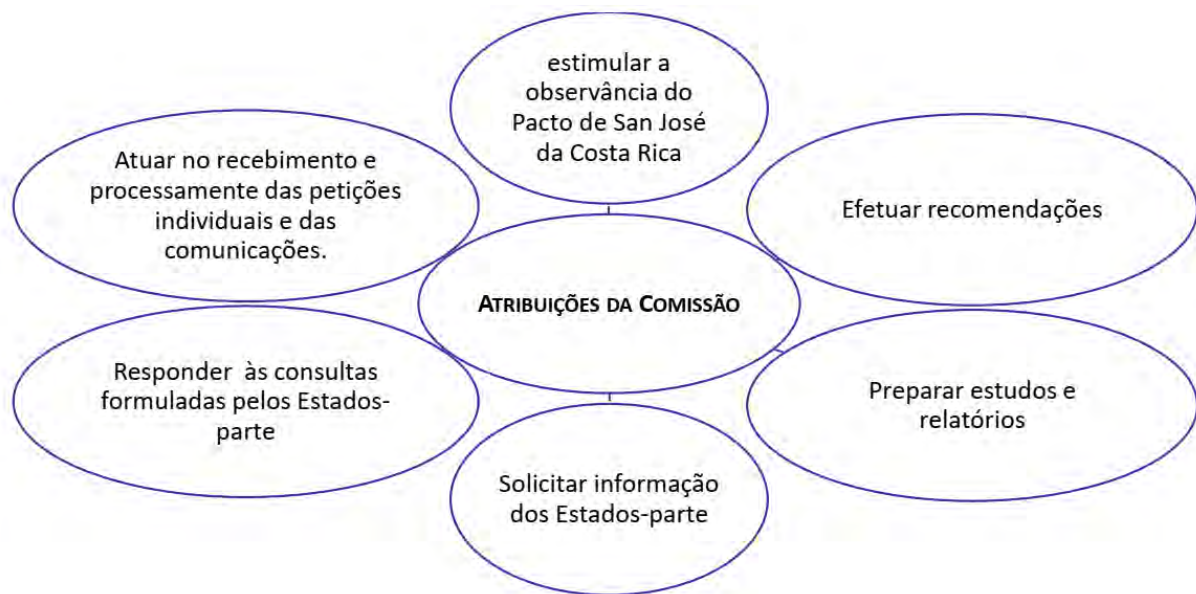 estimular a
observância do
Pacto de San José
da Costa Rica
Atuar no recebimento e
processamente das petições
individuais e das
comunicações.
Efetuar recomendações
ATRIBUIÇÕES DA COMISSÃO
Responder às consultas
formuladas pelos Estados-
parte
Preparar estudos e
relatórios
Solicitar informação
dos Estados-parte